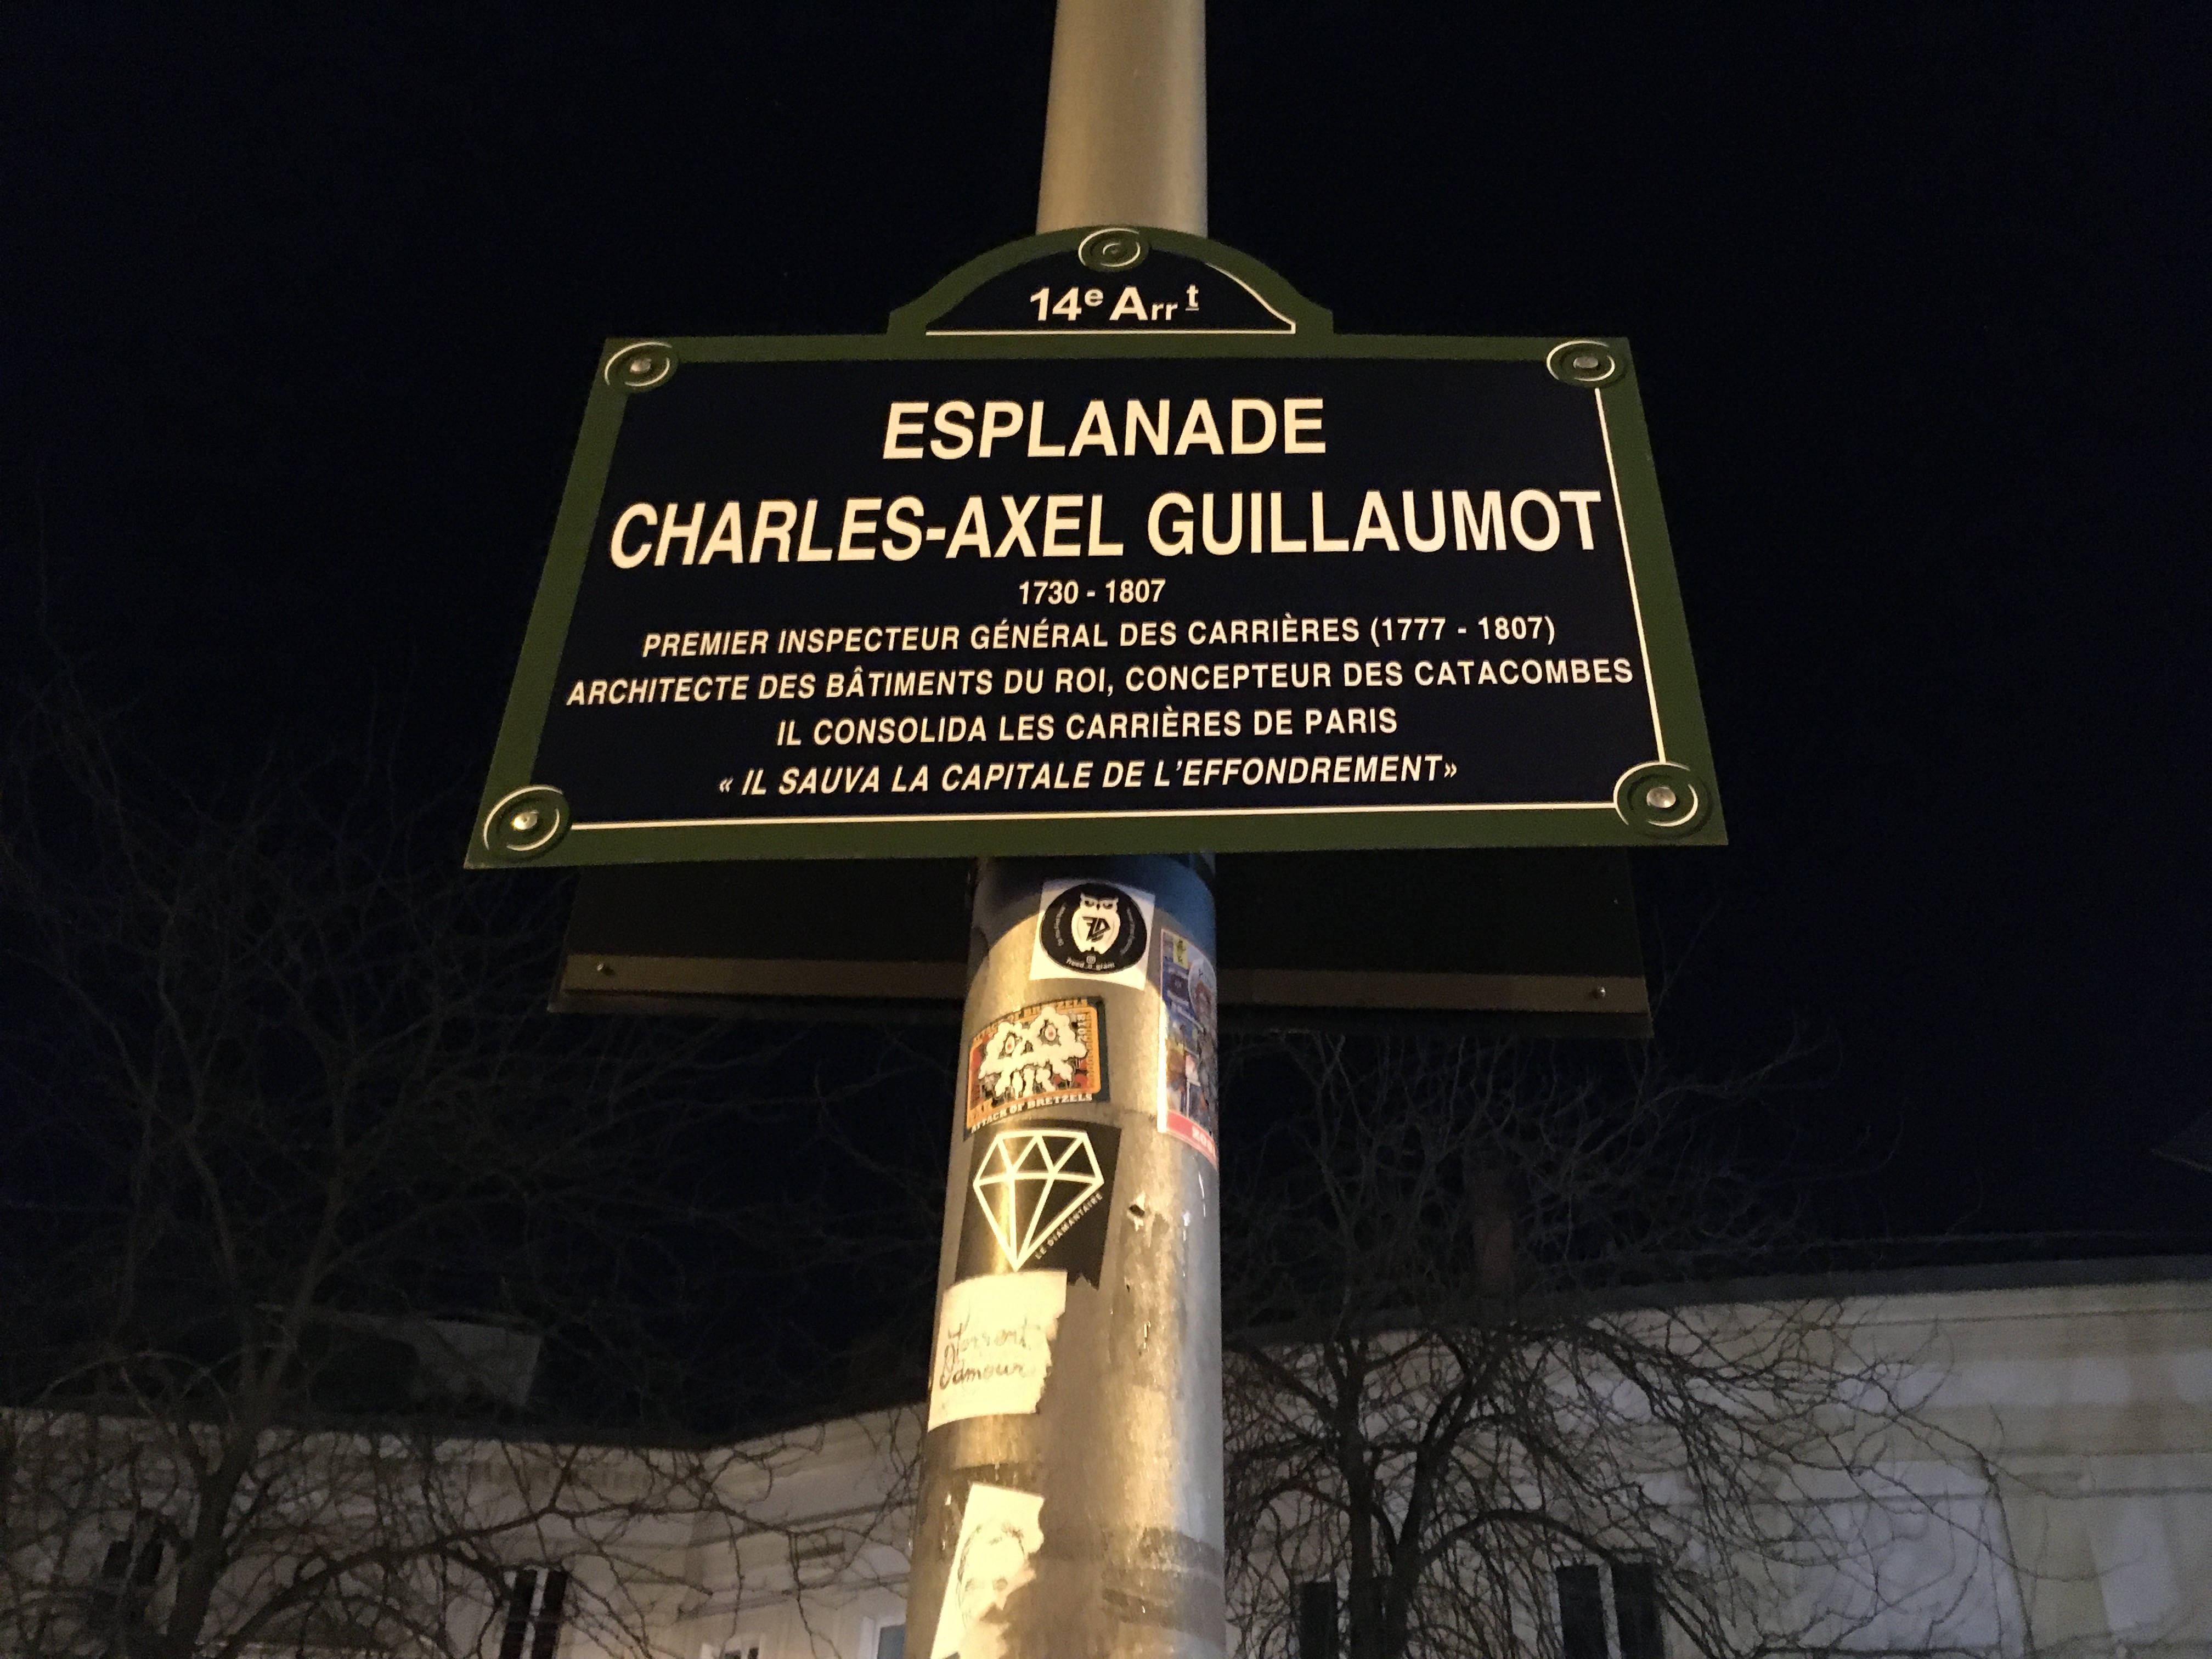 14e Arrt
ESPLANADE
CHARLES-AXEL GUILLAUMOT
1730 - 1807
PREMIER INSPECTEUR GÉNÉRAL DES CARRIÈRES (1777 - 1807)
ARCHITECTE DES BÂTIMENTS DU ROI, CONCEPTEUR DES CATACOMBES
IL CONSOLIDA LES CARRIÈRES DE PARIS
« IL SAUVA LA CAPITALE DE L'EFFONDREMENT»
ATTACK OF BRETZELS
LE DIAMANTAIRE
Torrent
D'amour